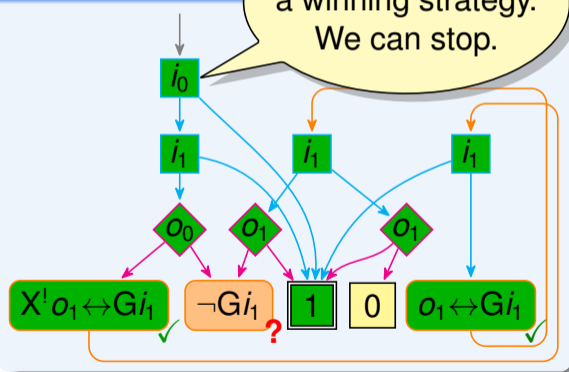 a winning strategy.
We can stop.
i₀
i₁
i₁
i₁
o₀
o₁
o₁
X!o₁↔Gi₁
¬Gi₁
1
0
o₁↔Gi₁
✓
?
✓